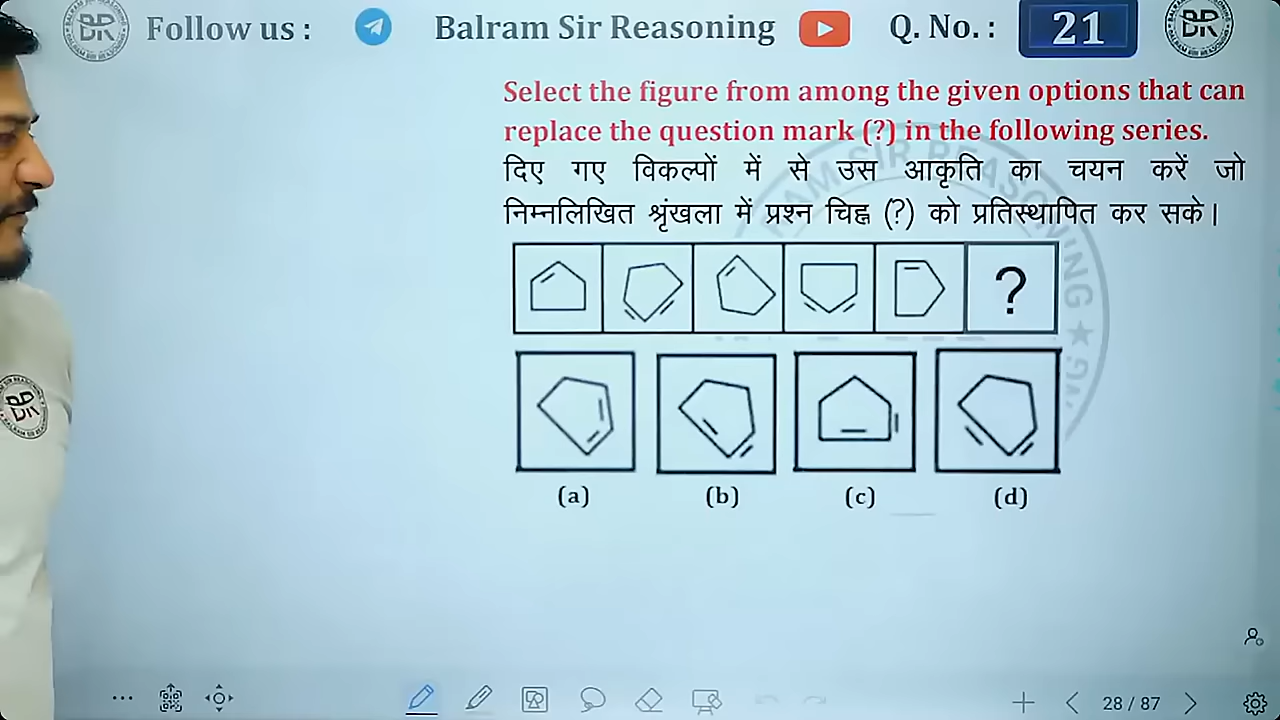 Follow us :
Balram Sir Reasoning
Q. No. :
21
Select the figure from among the given options that can
replace the question mark (?) in the following series.
दिए गए विकल्पों में से उस आकृति का चयन करें जो
निम्नलिखित श्रृंखला में प्रश्न चिह्न (?) को प्रतिस्थापित कर सके।
?
(a) (b) (c) (d)
28 / 87